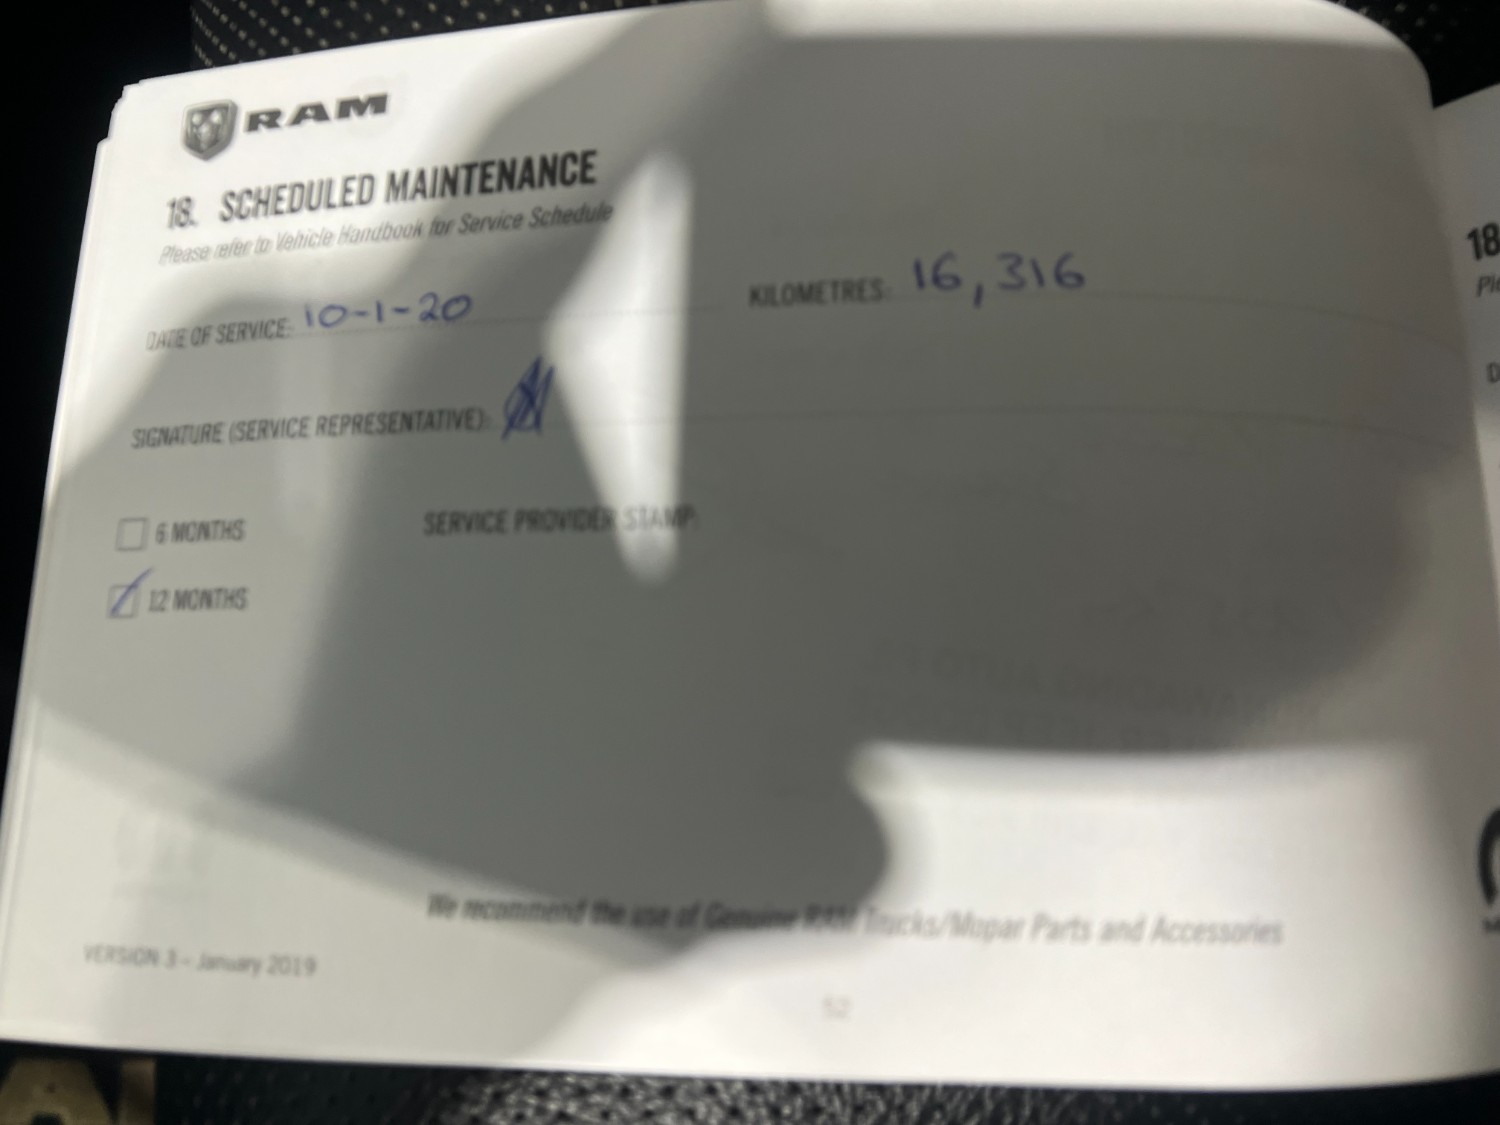 RAM
18. SCHEDULED MAINTENANCE
Please refer to Vehicle Handbook for Service Schedule
DATE OF SERVICE: 10-1-20 KILOMETRES: 16,316
SIGNATURE (SERVICE REPRESENTATIVE):
6 MONTHS SERVICE PROVIDER STAMP:
12 MONTHS
We recommend the use of Genuine RAM Trucks/Mopar Parts and Accessories
VERSION 3 - January 2019
52
18